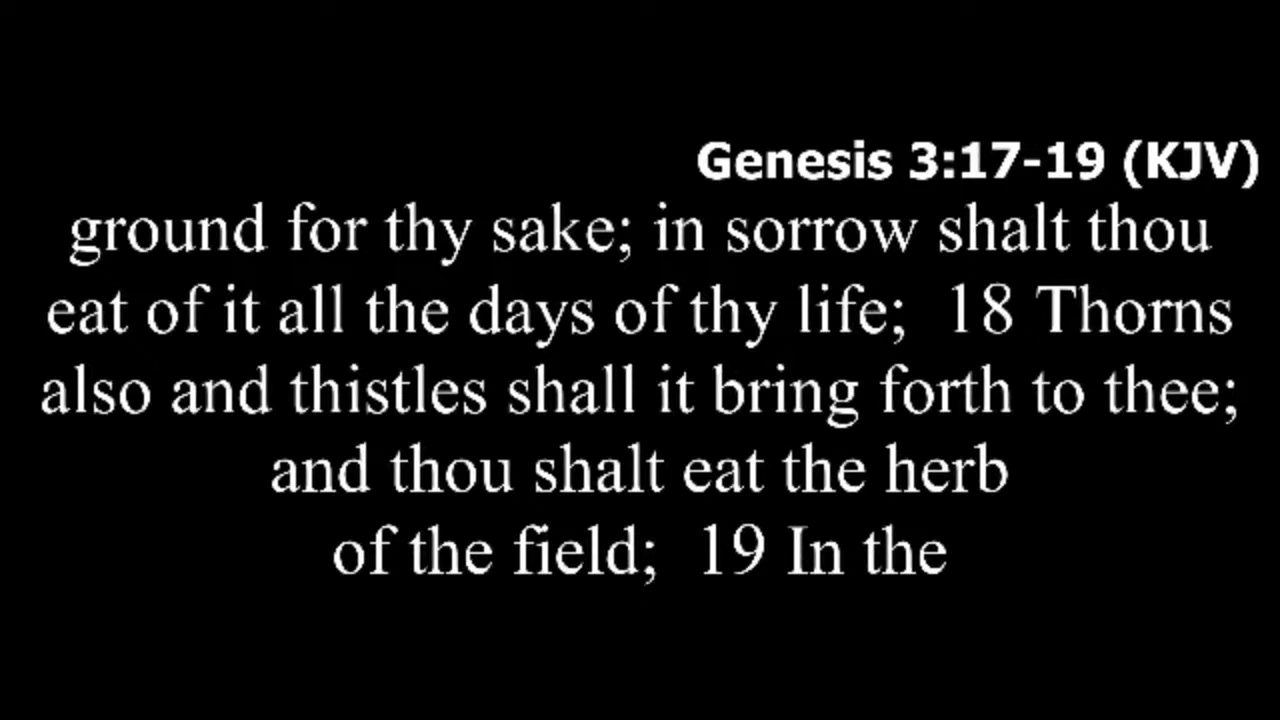 Genesis 3:17-19 (KJV)
ground for thy sake; in sorrow shalt thou
eat of it all the days of thy life;  18 Thorns
also and thistles shall it bring forth to thee;
and thou shalt eat the herb
of the field;  19 In the